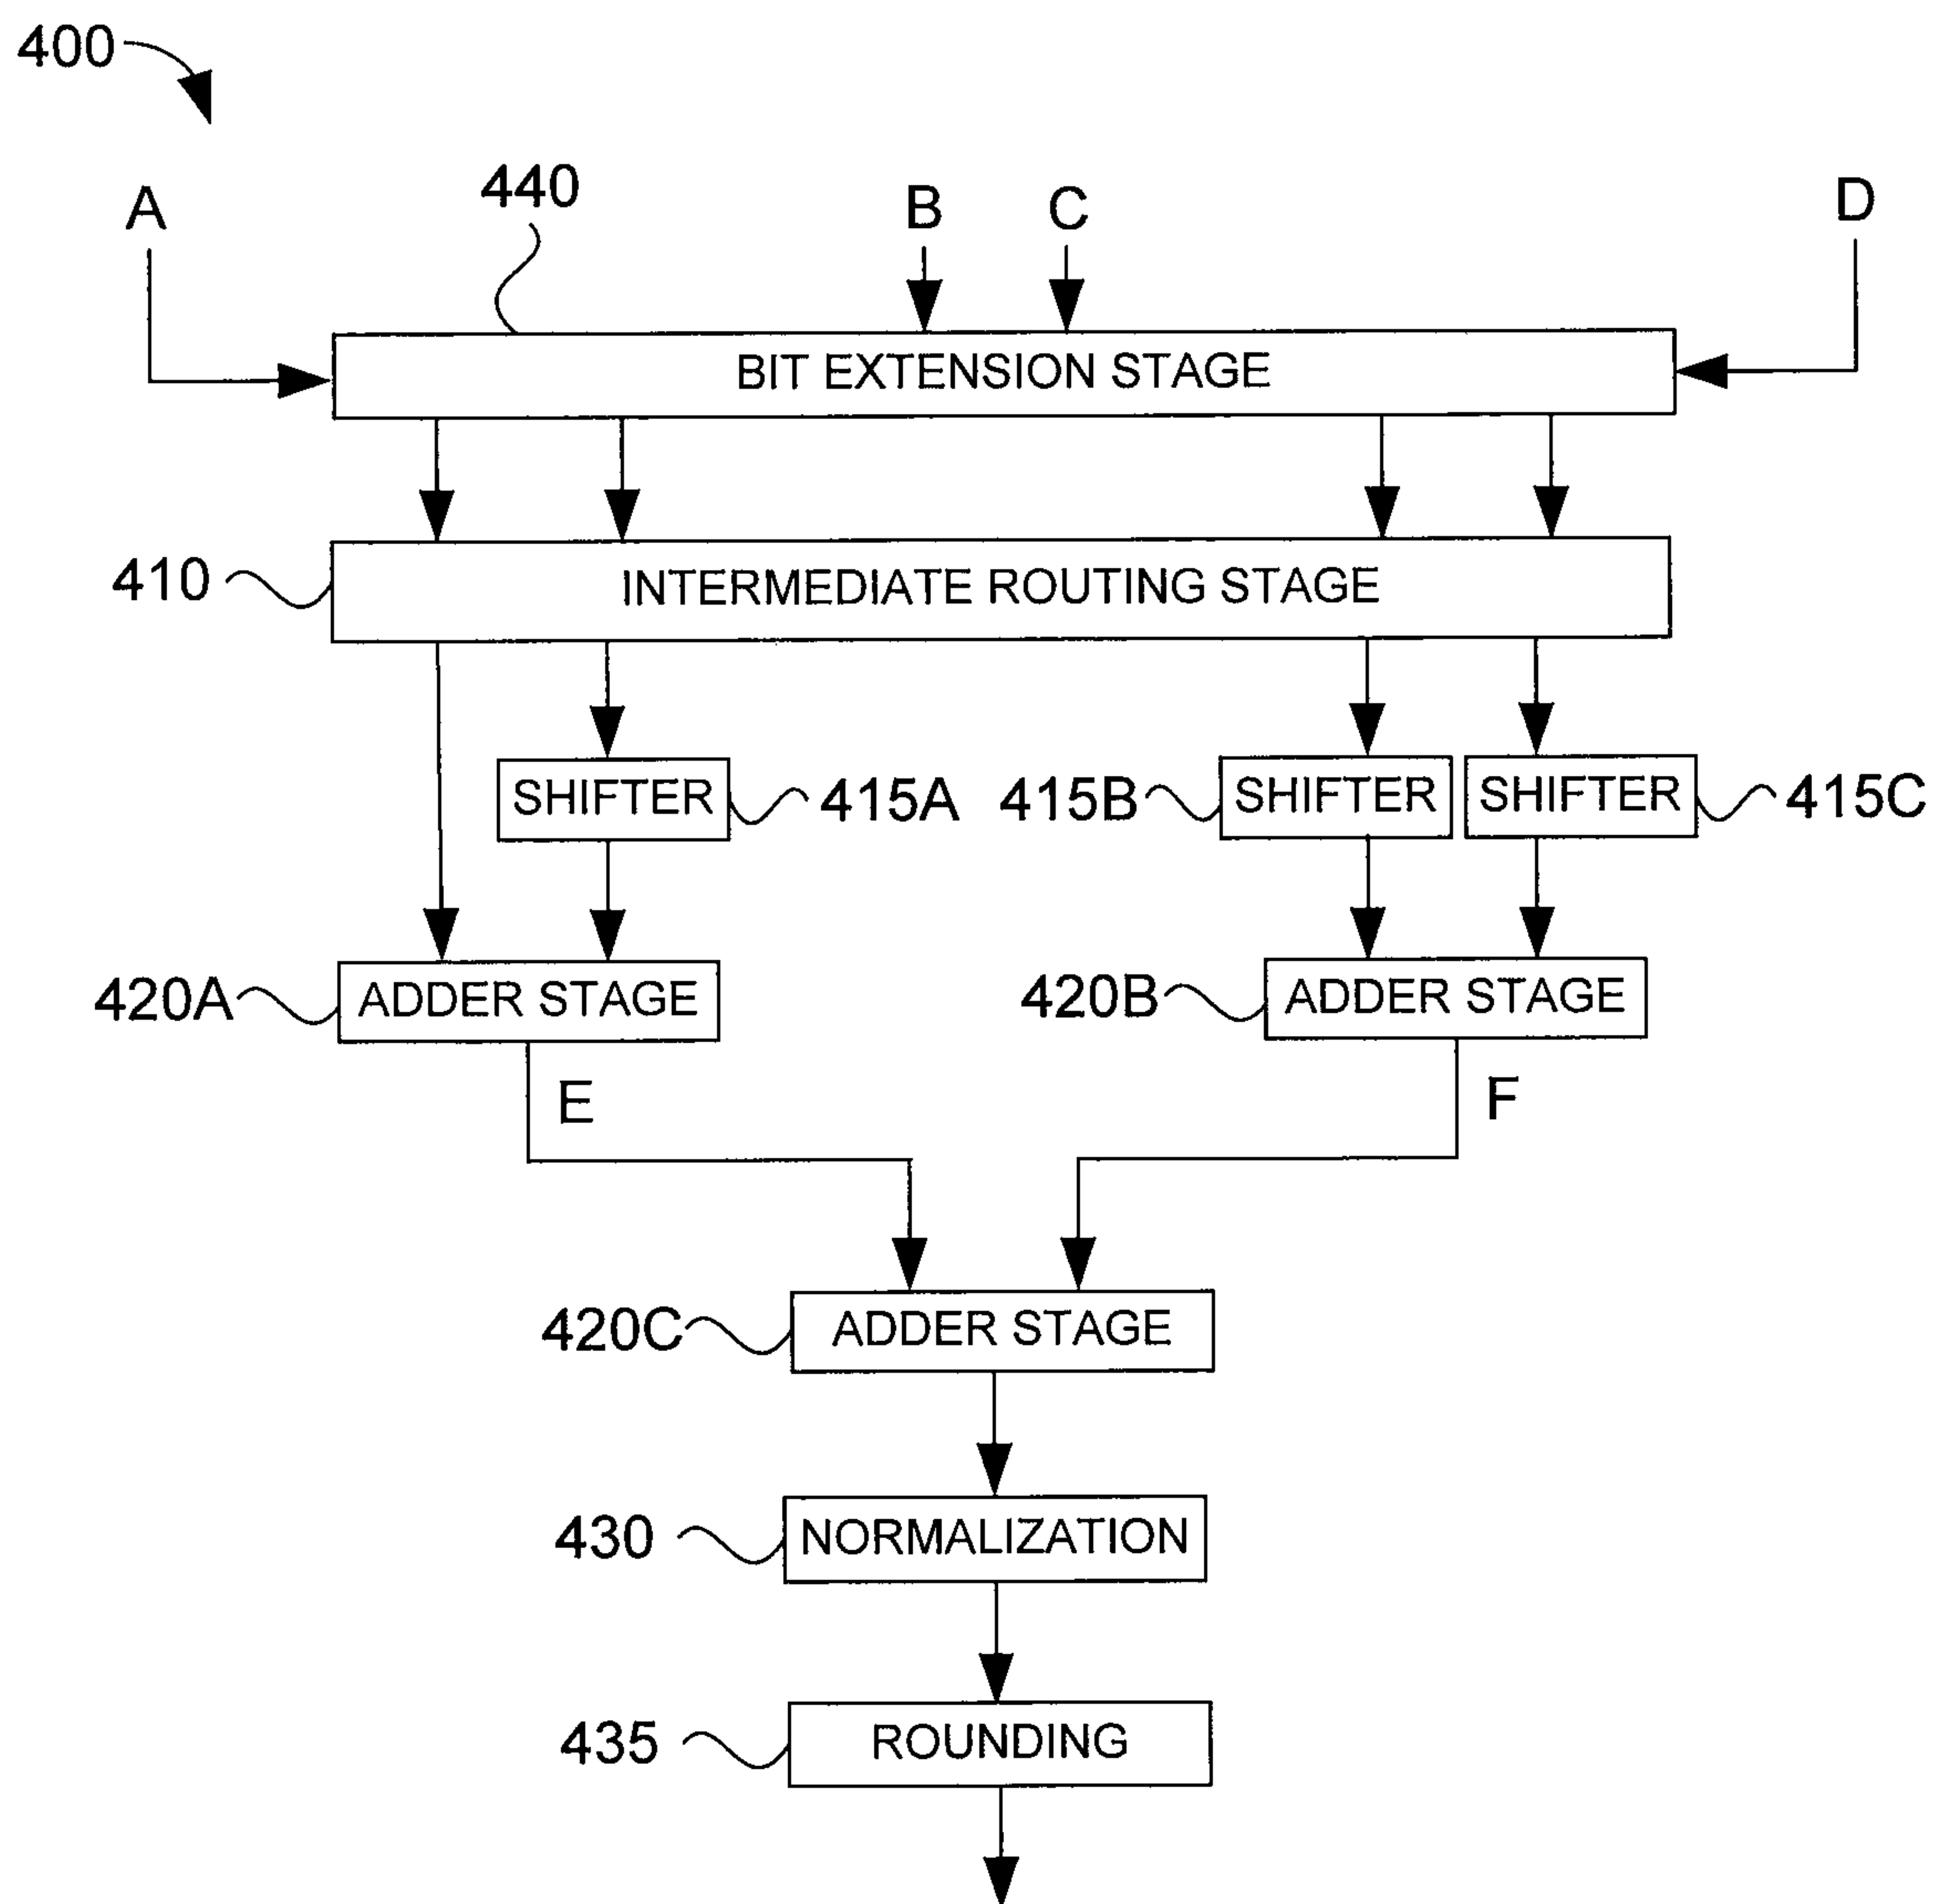 400
A
440
B
C
D
BIT EXTENSION STAGE
410
INTERMEDIATE ROUTING STAGE
SHIFTER
415A
415B
SHIFTER
SHIFTER
415C
420A
ADDER STAGE
420B
ADDER STAGE
E
F
420C
ADDER STAGE
430
NORMALIZATION
435
ROUNDING